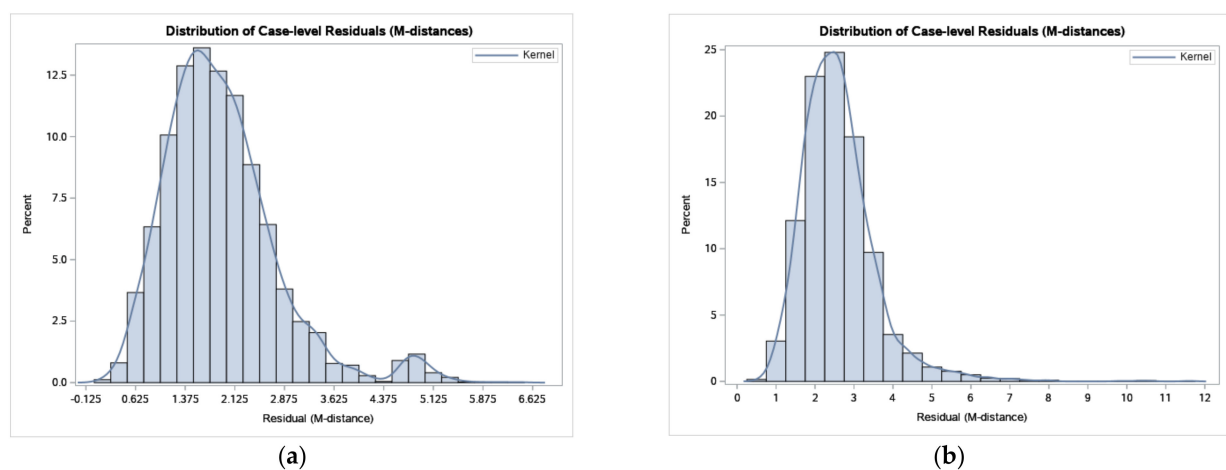 Distribution of Case-level Residuals (M-distances)
Kernel
12.5
10.0
7.5
5.0
2.5
0.0
Percent
-0.125 0.625 1.375 2.125 2.875 3.625 4.375 5.125 5.875 6.625
Residual (M-distance)
(a)
Distribution of Case-level Residuals (M-distances)
Kernel
25
20
15
10
5
0
Percent
0 1 2 3 4 5 6 7 8 9 10 11 12
Residual (M-distance)
(b)